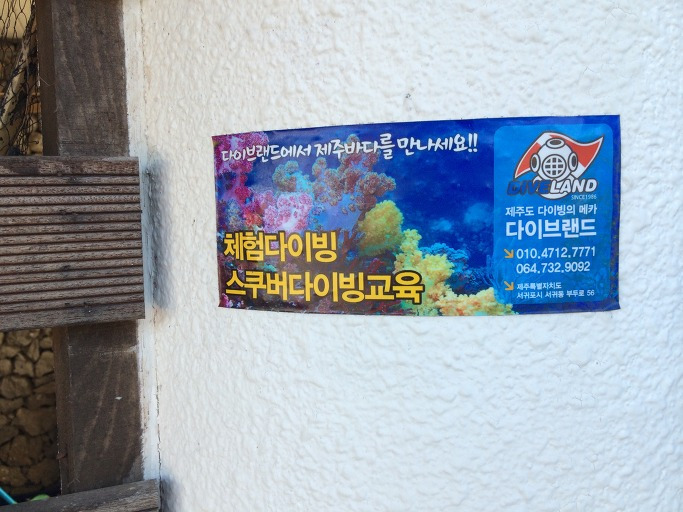 다이브랜드에서 제주바다를 만나세요!!
체험다이빙
스쿠버다이빙교육
DIVELAND
SINCE1986
제주도 다이빙의 메카
다이브랜드
010.4712.7771
064.732.9092
제주특별자치도
서귀포시 서귀동 부두로 56